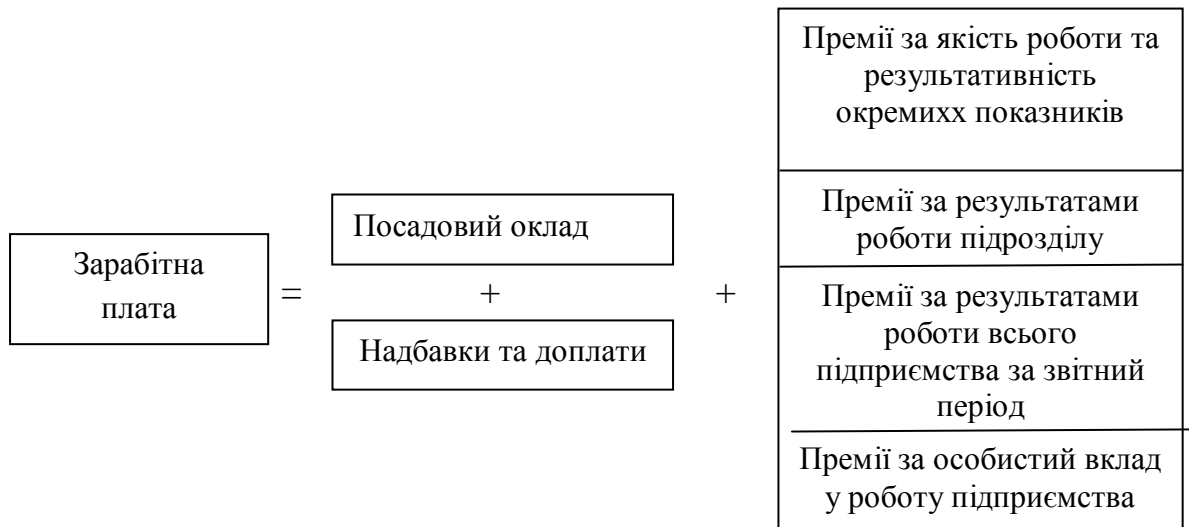 Зарабітна
плата
=
Посадовий оклад
+
Надбавки та доплати
+
Премії за якість роботи та
результативність
окремихх показників
Премії за результатами
роботи підрозділу
Премії за результатами
роботи всього
підприємства за звітний
період
Премії за особистий вклад
у роботу підприємства